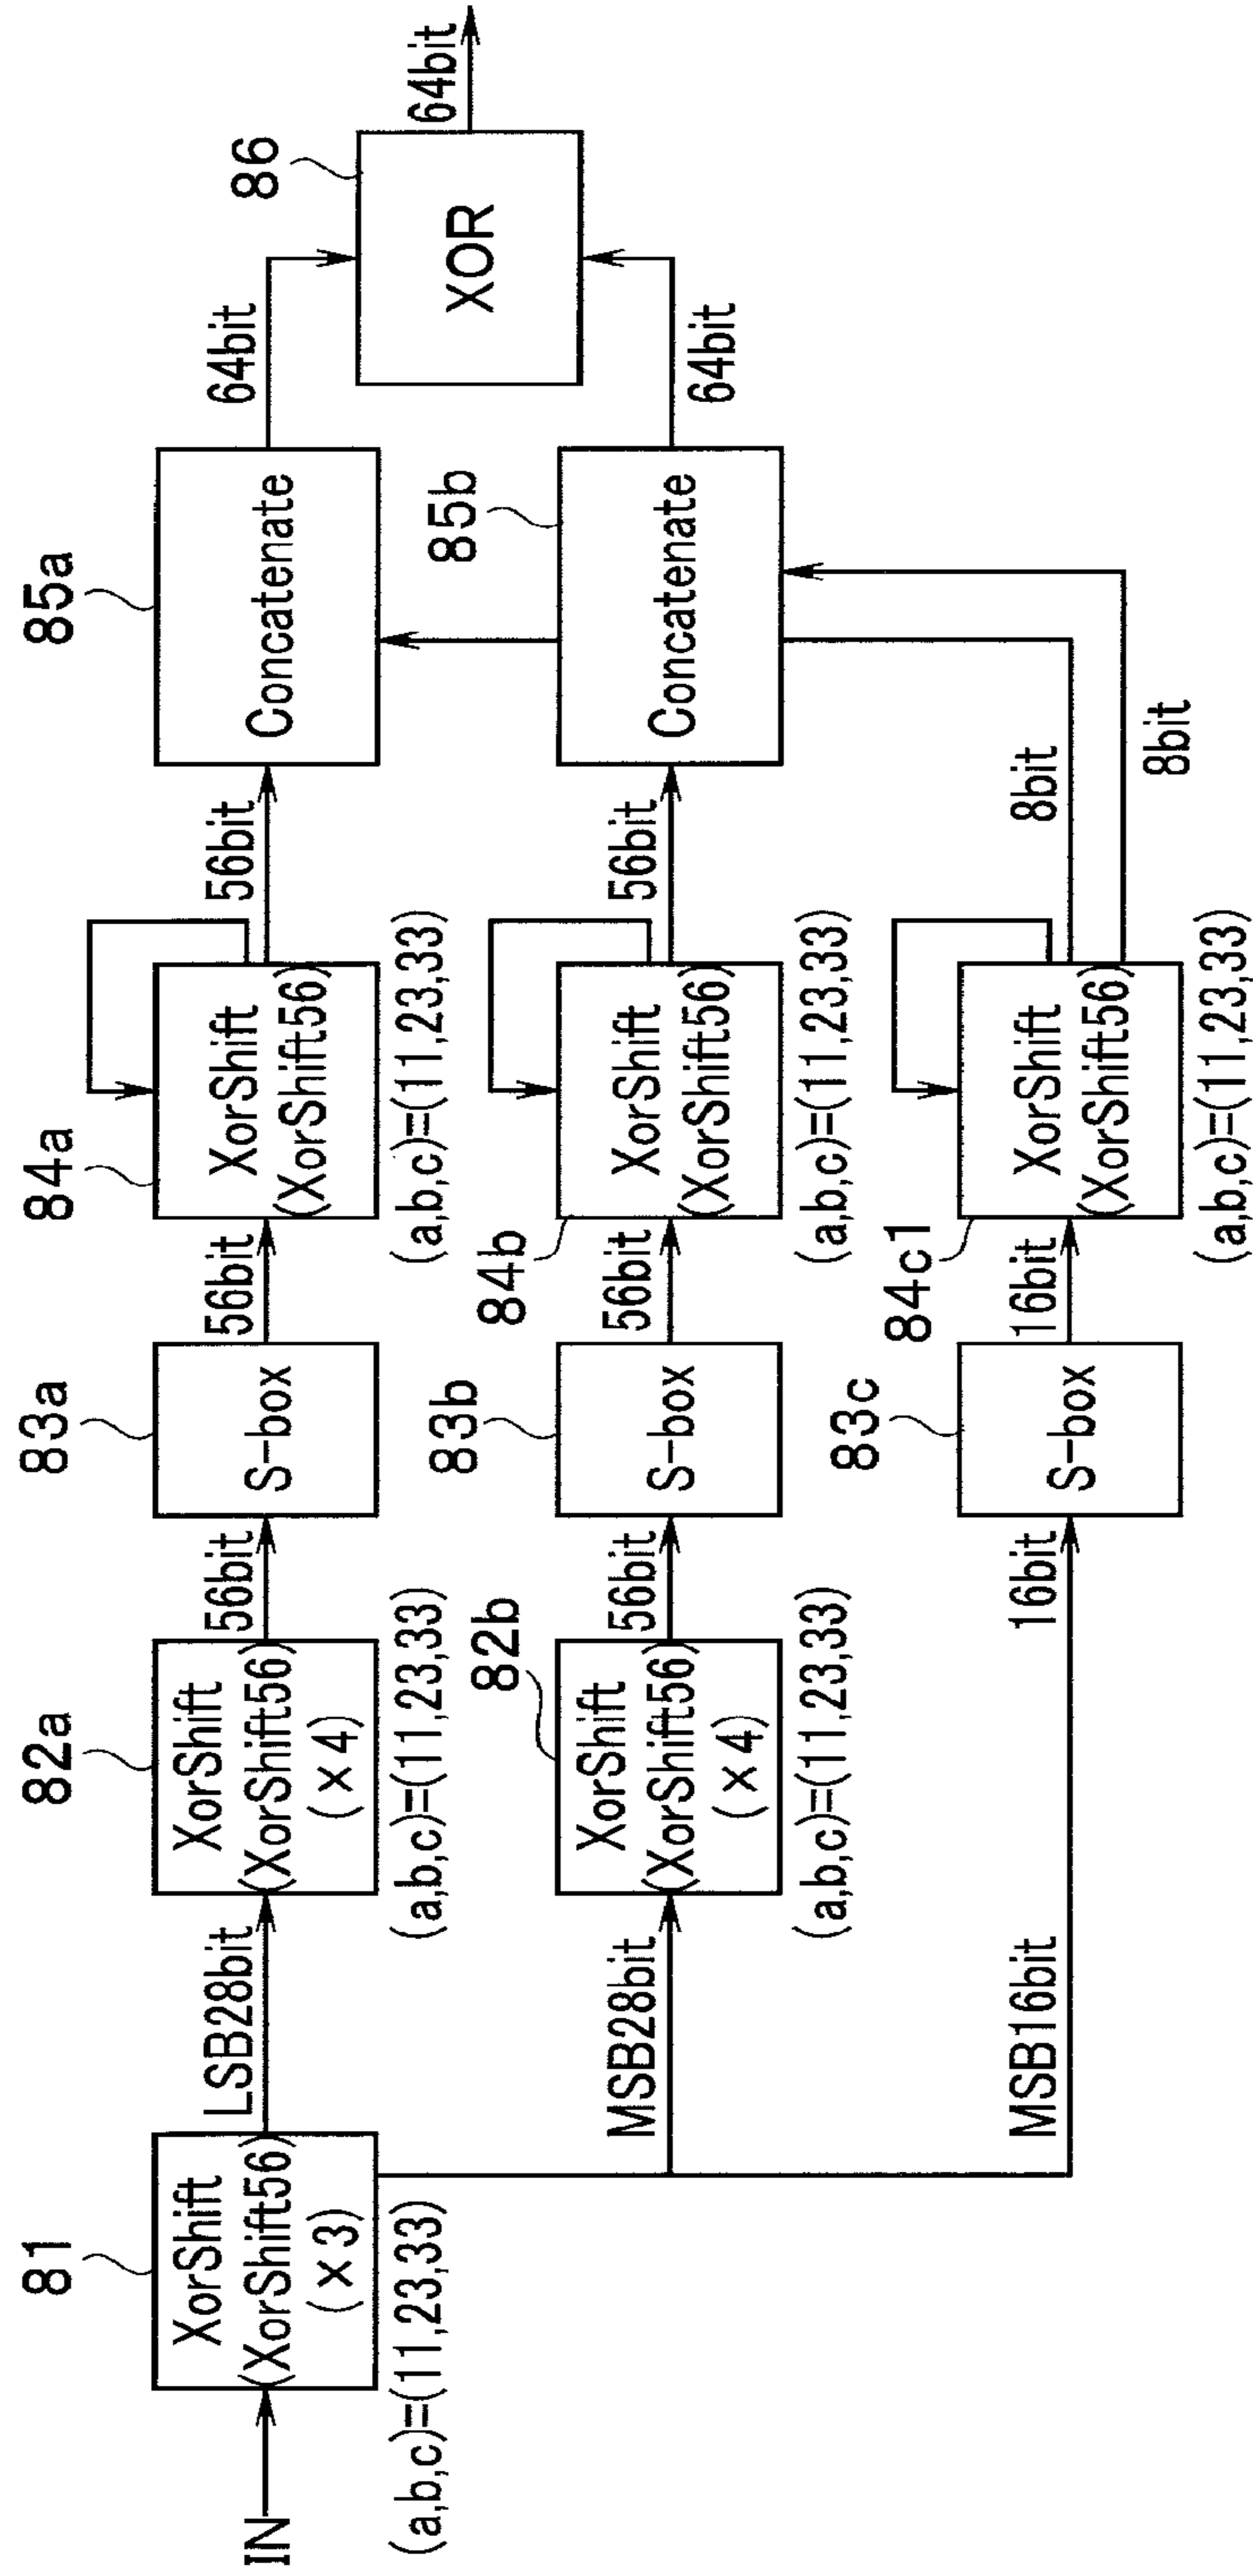 IN
81
XorShift
(XorShift56)
(×3)
(a,b,c)=(11,23,33)
LSB28bit
MSB28bit
MSB16bit
82a
XorShift
(XorShift56)
(×4)
(a,b,c)=(11,23,33)
56bit
83a
S-box
56bit
84a
XorShift
(XorShift56)
(a,b,c)=(11,23,33)
56bit
85a
Concatenate
64bit
82b
XorShift
(XorShift56)
(×4)
(a,b,c)=(11,23,33)
56bit
83b
S-box
56bit
84b
XorShift
(XorShift56)
(a,b,c)=(11,23,33)
56bit
85b
Concatenate
64bit
16bit
83c
S-box
16bit
84c1
XorShift
(XorShift56)
(a,b,c)=(11,23,33)
8bit
8bit
86
XOR
64bit